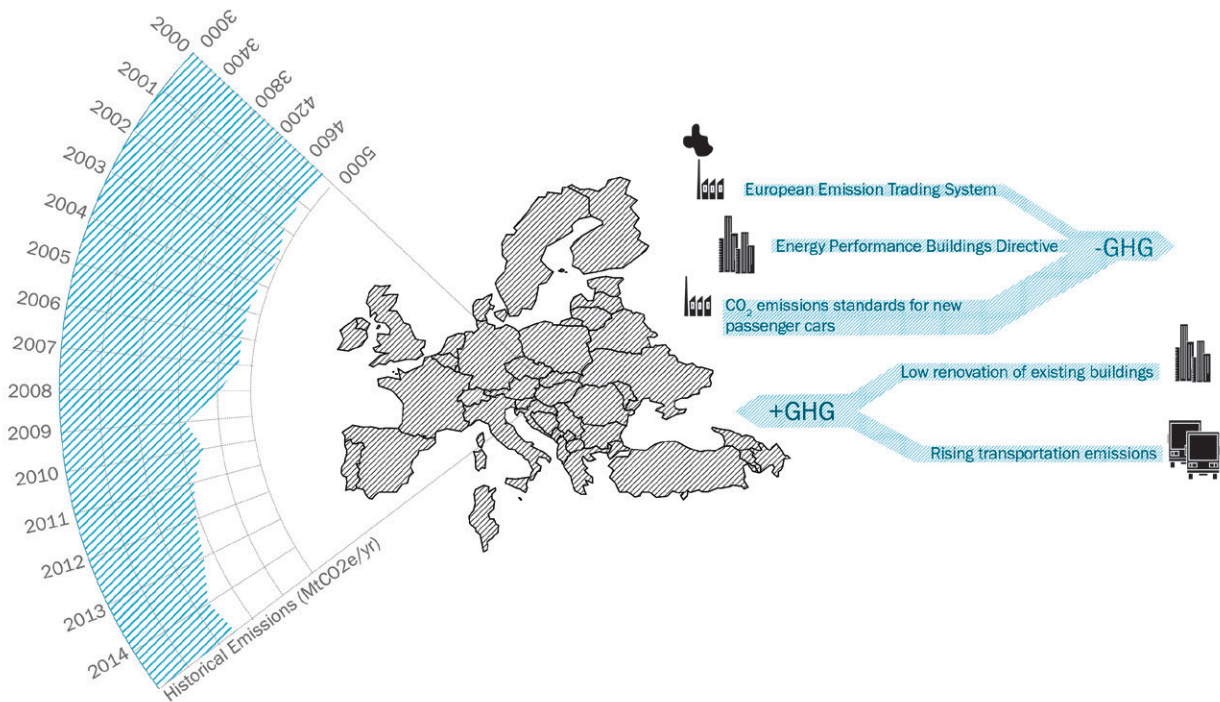 2000
2001
2002
2003
2004
2005
2006
2007
2008
2009
2010
2011
2012
2013
2014
3000
3400
3800
4200
4600
5000
Historical Emissions (MtCO2e/yr)
European Emission Trading System
Energy Performance Buildings Directive
CO₂ emissions standards for new
passenger cars
-GHG
Low renovation of existing buildings
+GHG
Rising transportation emissions